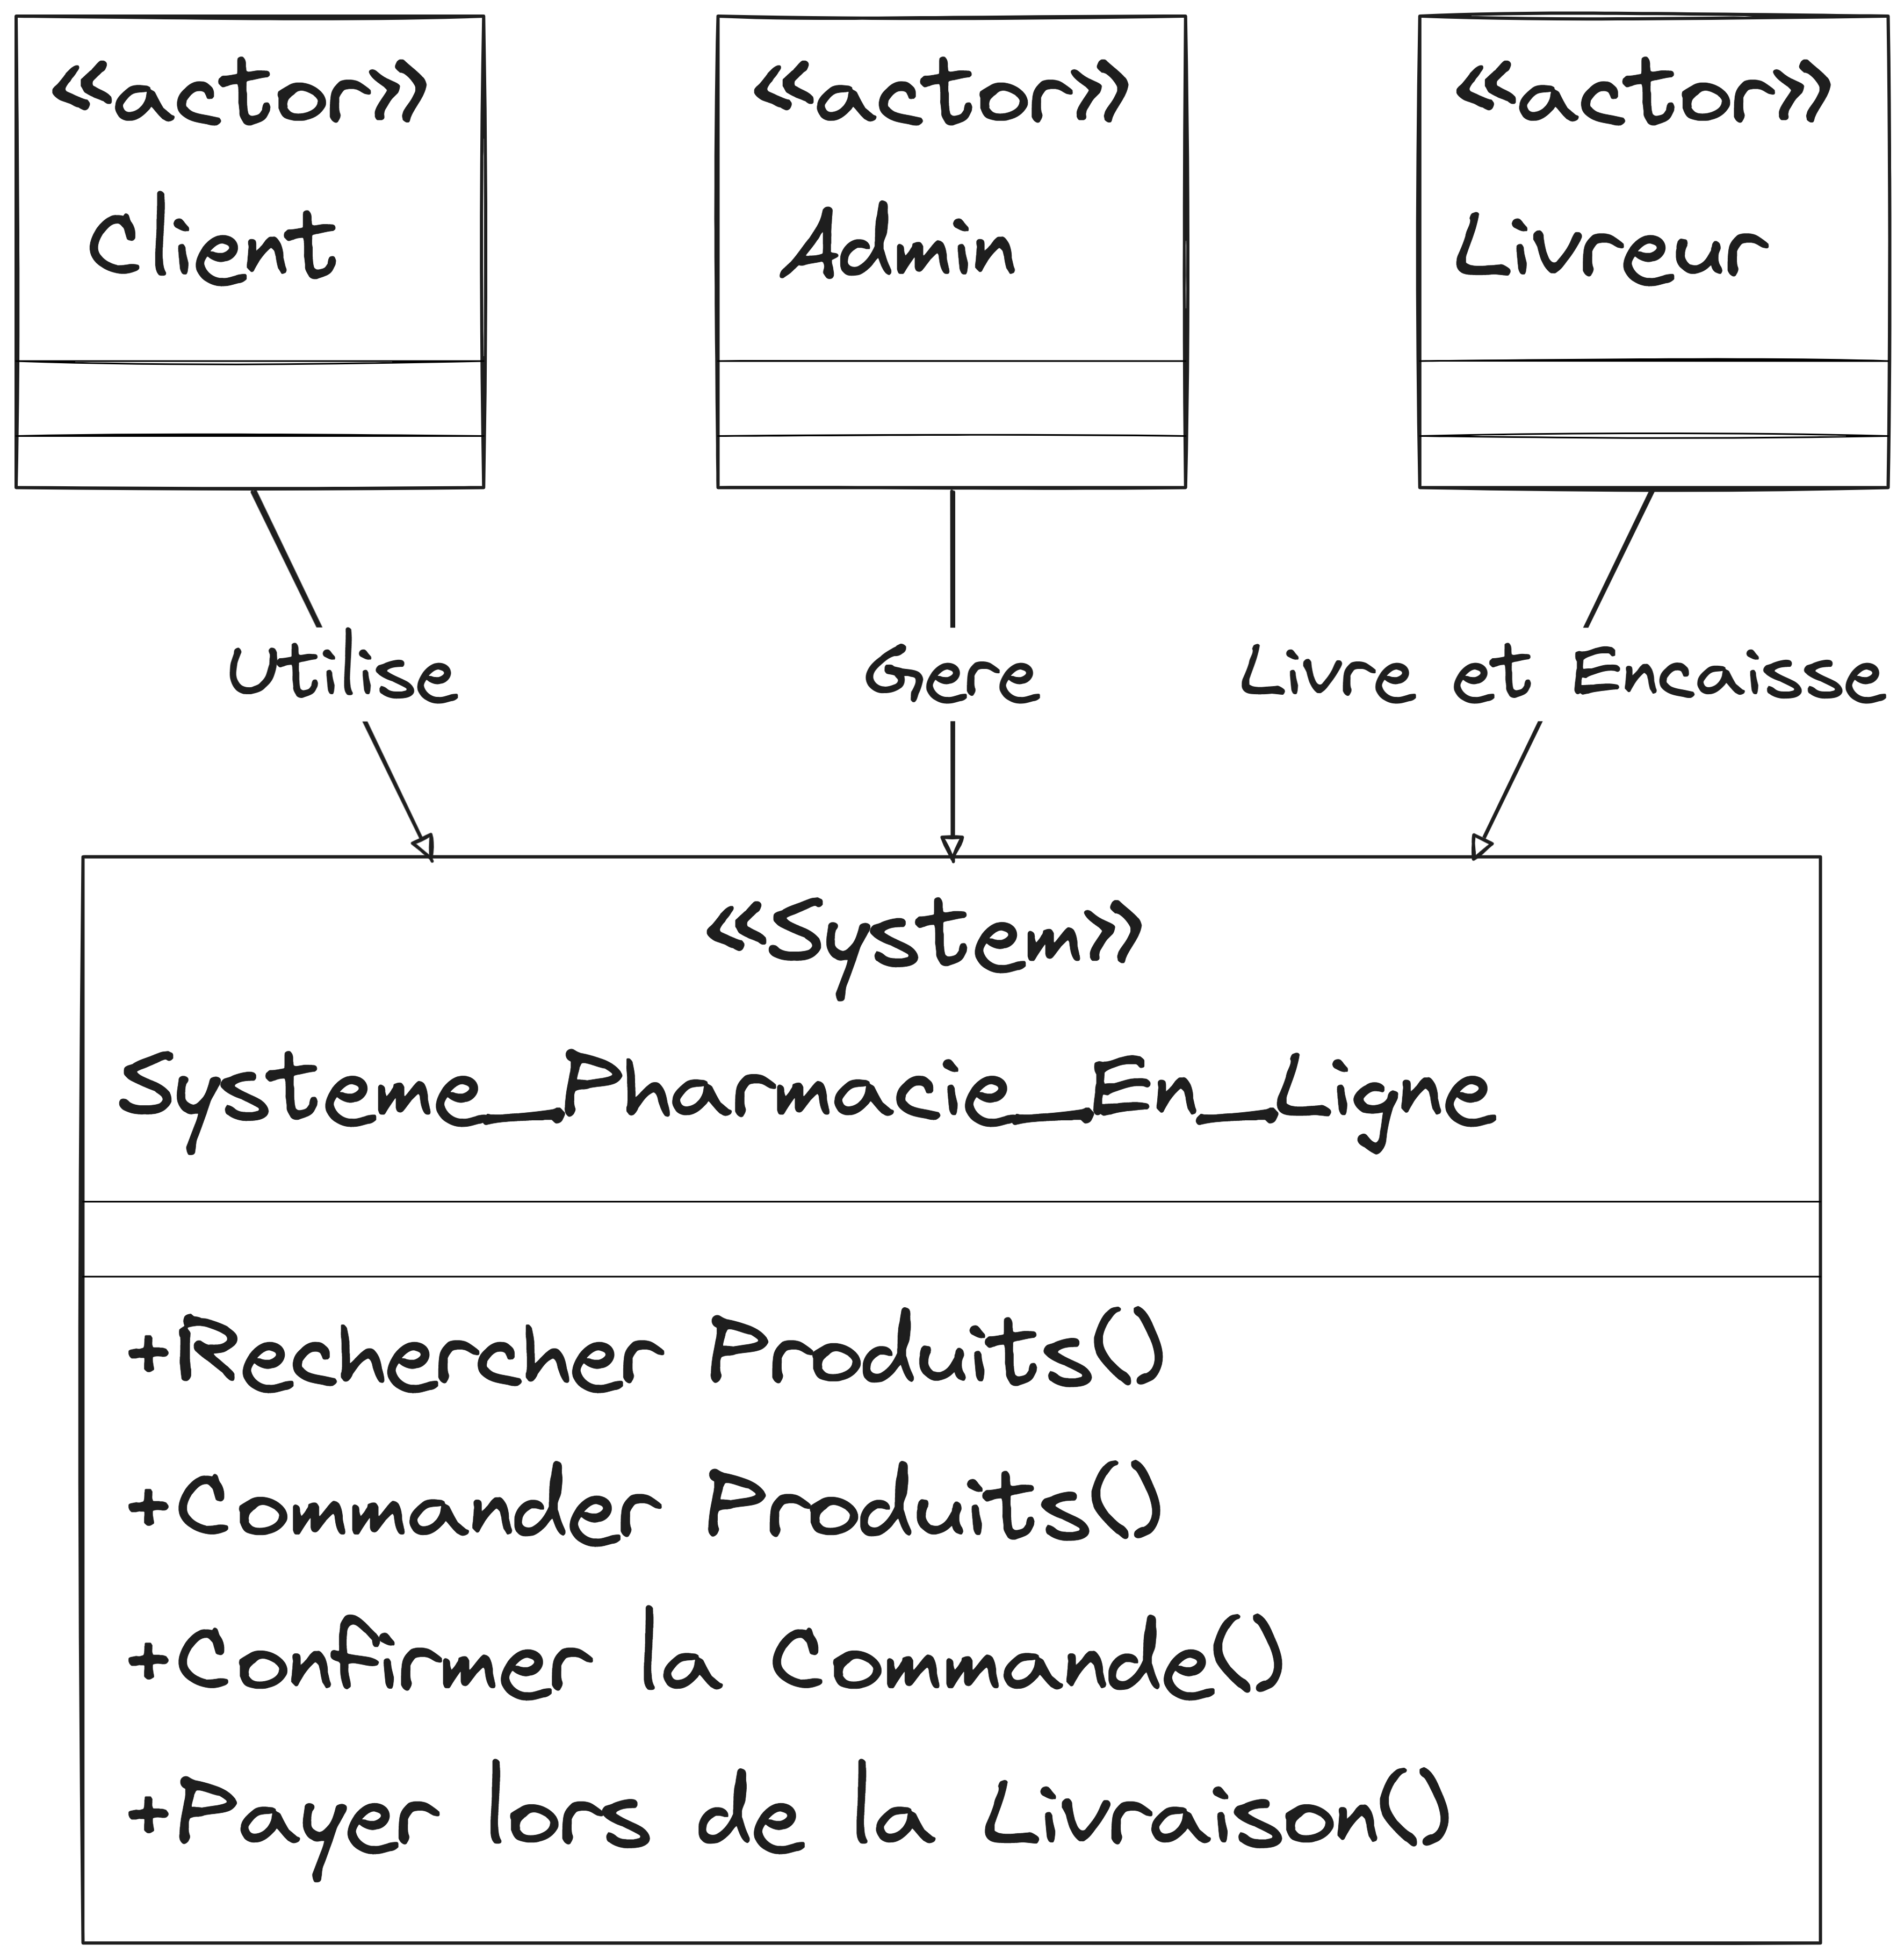 «actor»
Client
«actor»
Admin
«actor»
Livreur
Utilise
Gere
Livre et Encaisse
«System»
Systeme_Pharmacie_En_Ligne
+Rechercher Produits()
+Commander Produits()
+Confirmer la Commande()
+Payer lors de la Livraison()